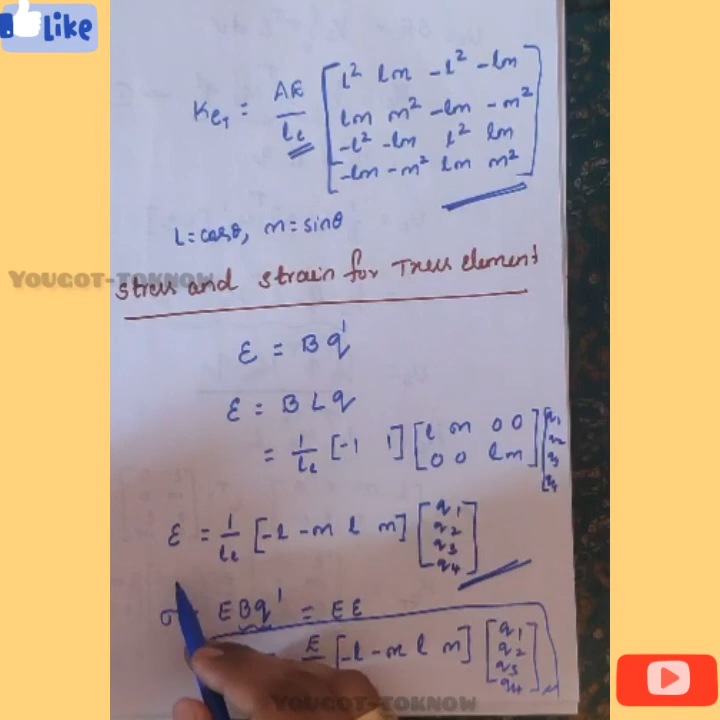 Like
Ke_T = AE/le [l² lm -l² -lm
lm m² -lm -m²
-l² -lm l² lm
-lm -m² lm m²]
L=cosθ, m=sinθ
YOUGOT-TOKNOW
Stress and Strain for Truss element
ε = Bq'
ε = BLq
= 1/le [-1 1] [l m 0 0
0 0 l m] [q1 q2 q3 q4]
ε = 1/le [-l -m l m] [q1 q2 q3 q4]
σ EBq' = Eε
= E [-l -m l m] [q1 q2 q3 q4]
YOUGOT-TOKNOW